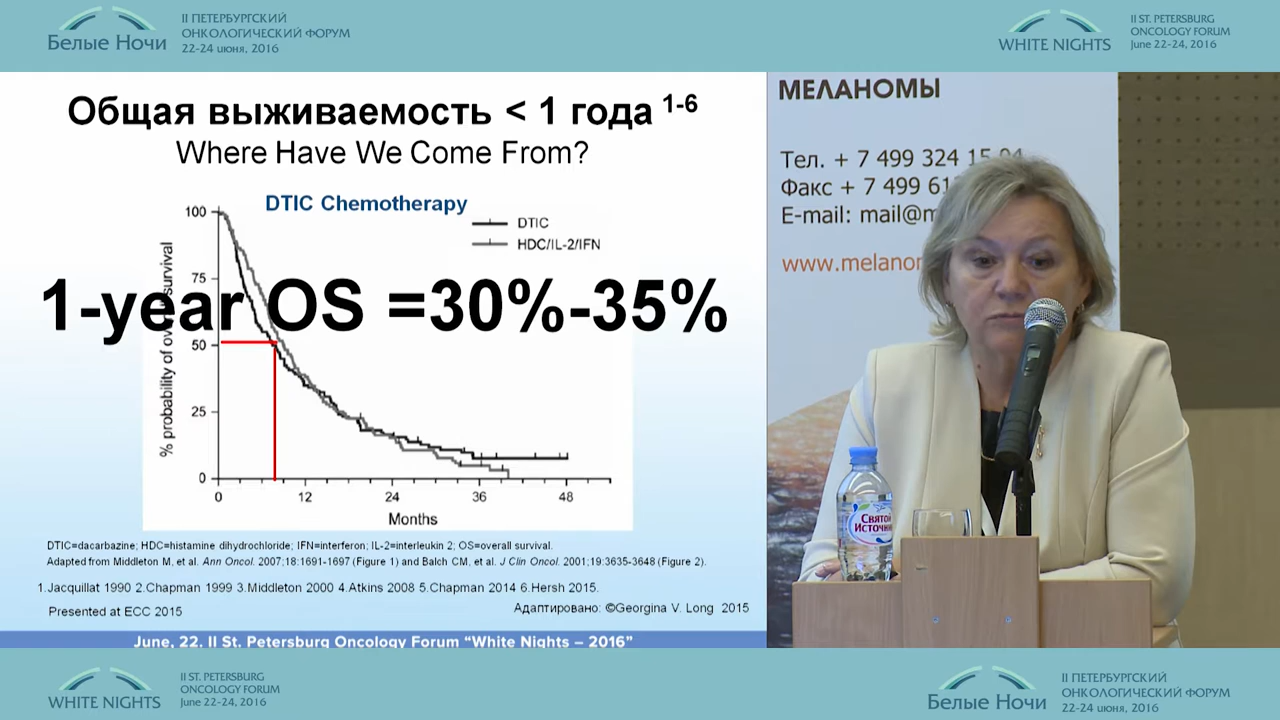 Белые Ночи
II ПЕТЕРБУРГСКИЙ
ОНКОЛОГИЧЕСКИЙ ФОРУМ
22-24 июня, 2016
WHITE NIGHTS
II ST. PETERSBURG
ONCOLOGY FORUM
June 22-24, 2016
Общая выживаемость < 1 года 1-6
Where Have We Come From?
DTIC Chemotherapy
DTIC
HDC/IL-2/IFN
1-year OS =30%-35%
% probability of overall survival
100
75
50
25
0
0 12 24 36 48
Months
DTIC=dacarbazine; HDC=histamine dihydrochloride; IFN=interferon; IL-2=interleukin 2; OS=overall survival.
Adapted from Middleton M, et al. Ann Oncol. 2007;18:1691-1697 (Figure 1) and Balch CM, et al. J Clin Oncol. 2001;19:3635-3648 (Figure 2).
1.Jacquillat 1990 2.Chapman 1999 3.Middleton 2000 4.Atkins 2008 5.Chapman 2014 6.Hersh 2015.
Presented at ECC 2015
Адаптировано: ©Georgina V. Long 2015
June, 22. II St. Petersburg Oncology Forum “White Nights – 2016”
МЕЛАНОМЫ
Тел. + 7 499 324 15
Факс + 7 499
E-mail: mail@
www.
Святой
Источник
WHITE NIGHTS
II ST. PETERSBURG
ONCOLOGY FORUM
June 22-24, 2016
Белые Ночи
II ПЕТЕРБУРГСКИЙ
ОНКОЛОГИЧЕСКИЙ ФОРУМ
22-24 июня, 2016